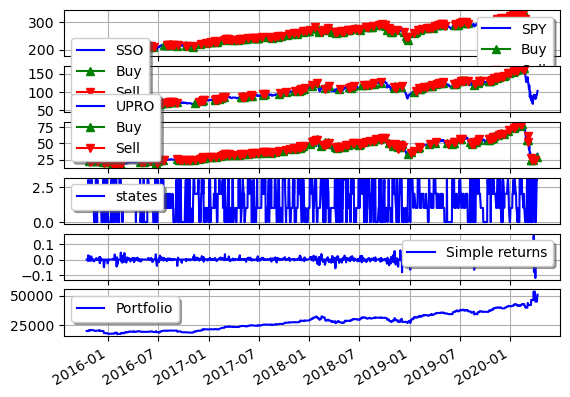 300
200
SPY
Buy
SSO
Buy
Sell
150
100
50
UPRO
Buy
Sell
75
50
25
states
2.5
0.0
Simple returns
0.1
0.0
−0.1
Portfolio
50000
25000
2016-01
2016-07
2017-01
2017-07
2018-01
2018-07
2019-01
2019-07
2020-01